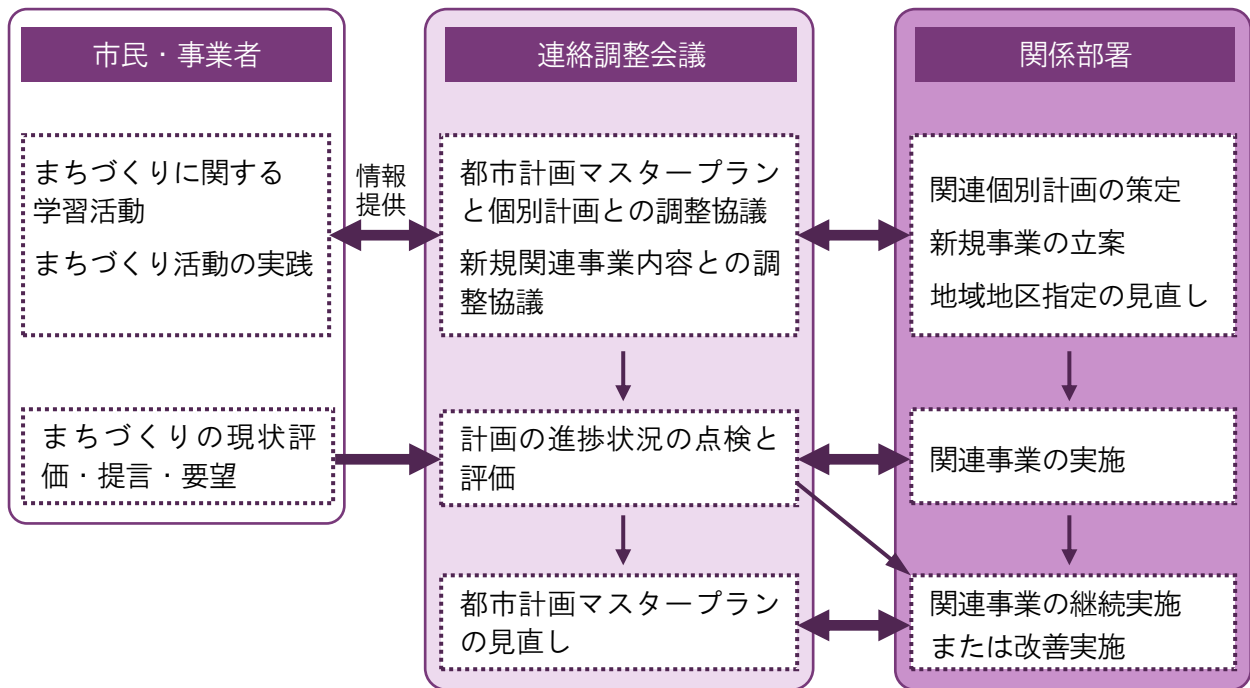 市民・事業者
まちづくりに関する
学習活動
まちづくり活動の実践
まちづくりの現状評
価・提言・要望
情報
提供
連絡調整会議
都市計画マスタープラン
と個別計画との調整協議
新規関連事業内容との調
整協議
計画の進捗状況の点検と
評価
都市計画マスタープラン
の見直し
関係部署
関連個別計画の策定
新規事業の立案
地域地区指定の見直し
関連事業の実施
関連事業の継続実施
または改善実施